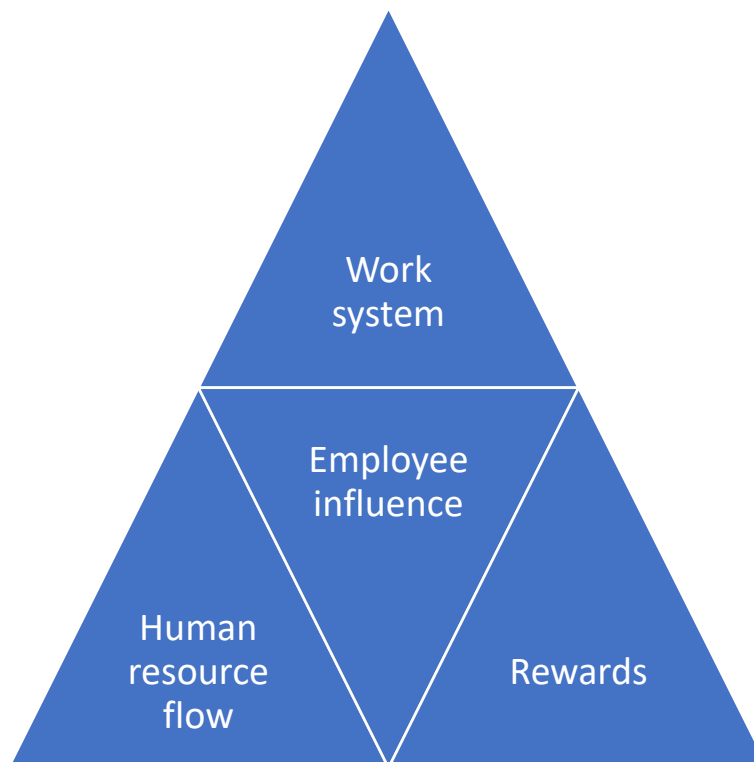 Work
system
Employee
influence
Human
resource
flow
Rewards